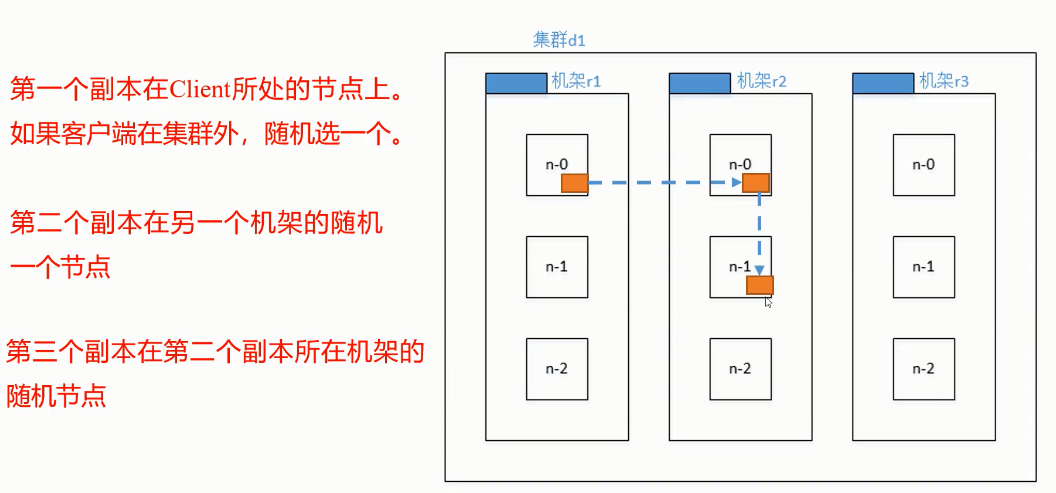 第一个副本在Client所处的节点上。
如果客户端在集群外，随机选一个。
第二个副本在另一个机架的随机
一个节点
第三个副本在第二个副本所在机架的
随机节点
集群d1
机架r1
机架r2
机架r3
n-0
n-0
n-0
n-1
n-1
n-1
n-2
n-2
n-2